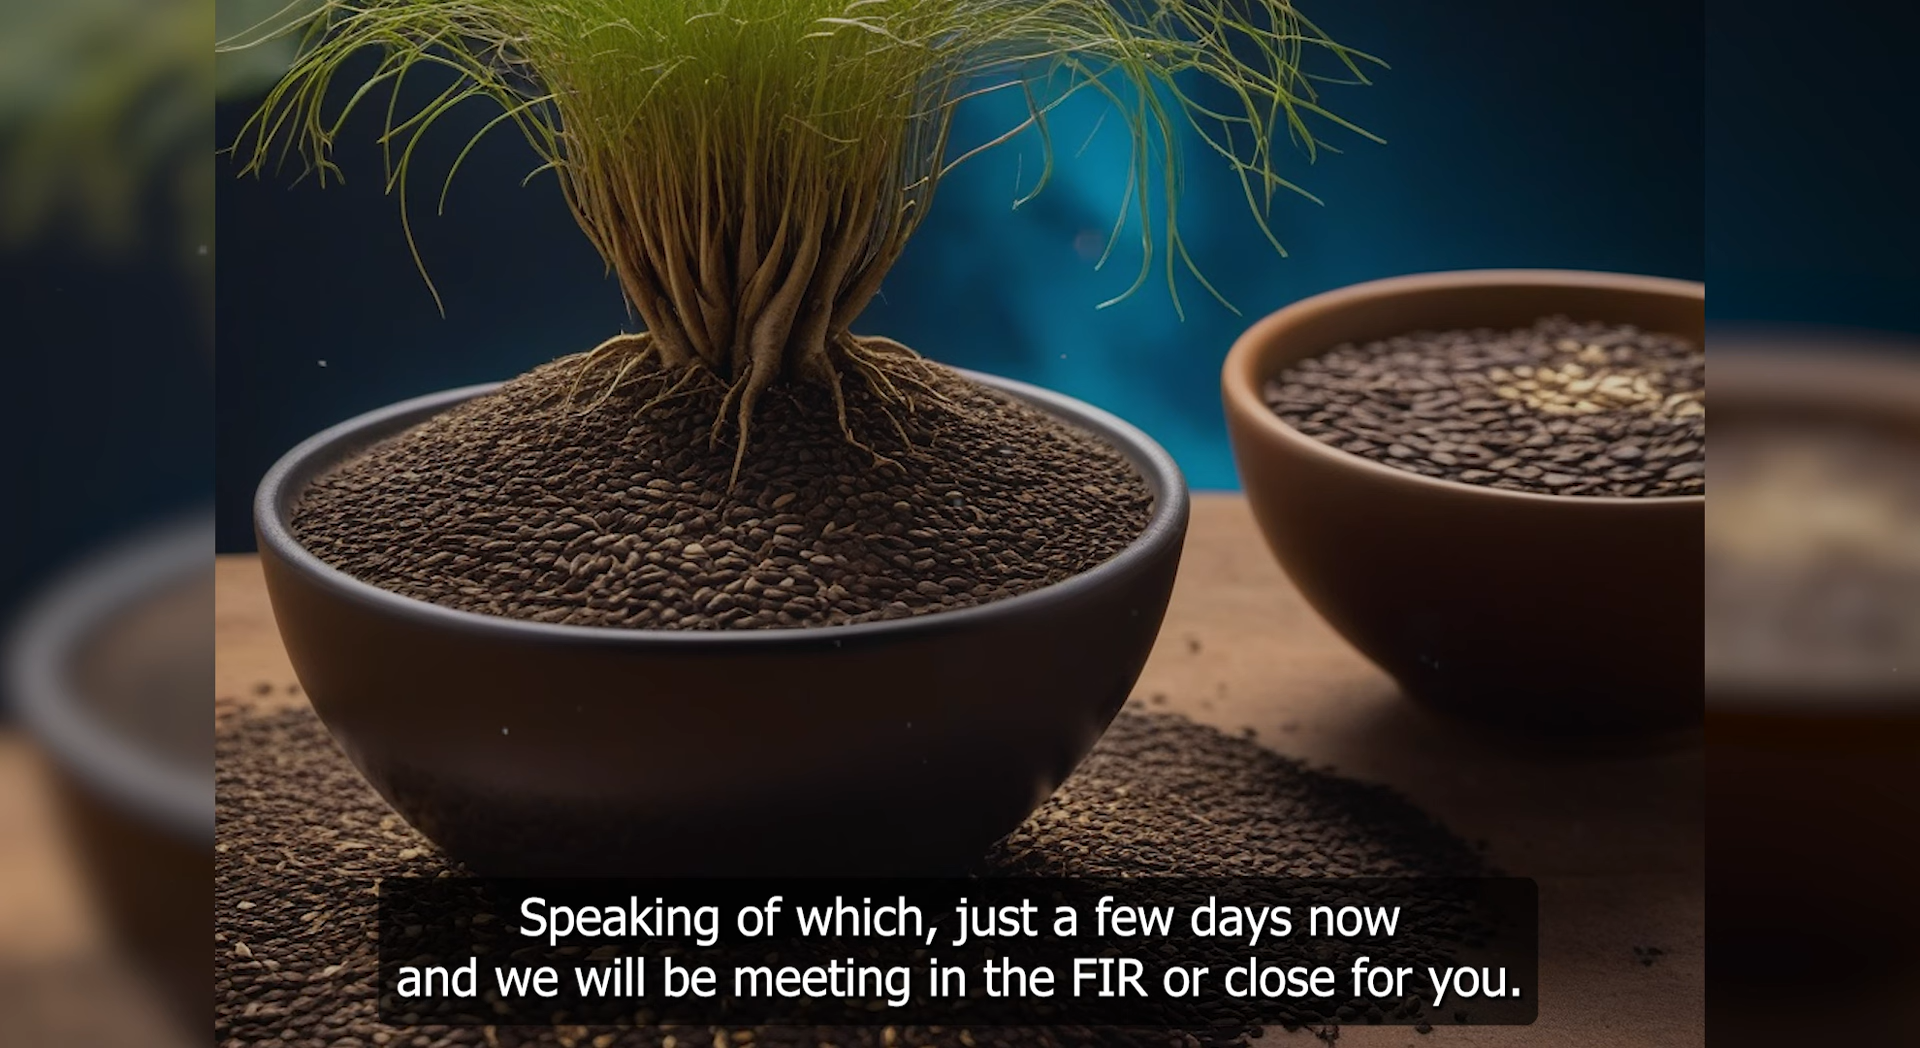 Speaking of which, just a few days now
and we will be meeting in the FIR or close for you.